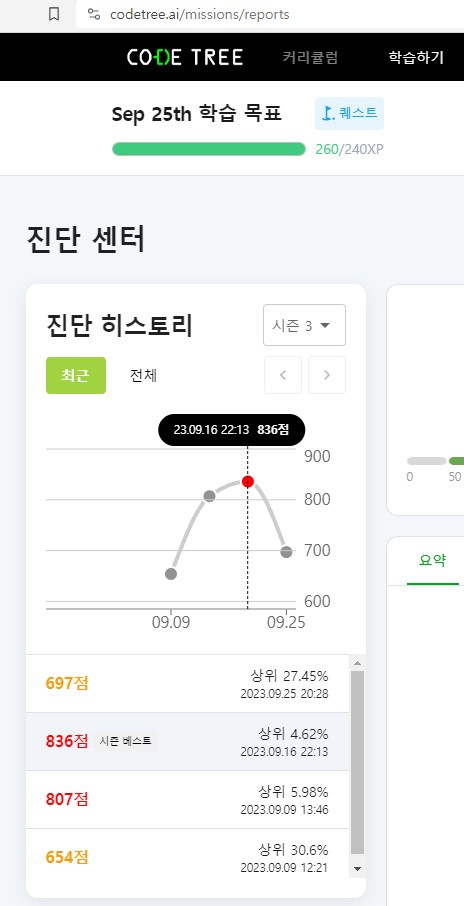 codetree.ai/missions/reports
CODE TREE 커리큘럼 학습하기
Sep 25th 학습 목표 퀘스트
260/240XP
진단 센터
진단 히스토리 시즌 3
최근 전체
23.09.16 22:13 836점
900
800
700
600
09.09 09.25
0 50
요약
697점 상위 27.45%
2023.09.25 20:28
836점 시즌 베스트 상위 4.62%
2023.09.16 22:13
807점 상위 5.98%
2023.09.09 13:46
654점 상위 30.6%
2023.09.09 12:21